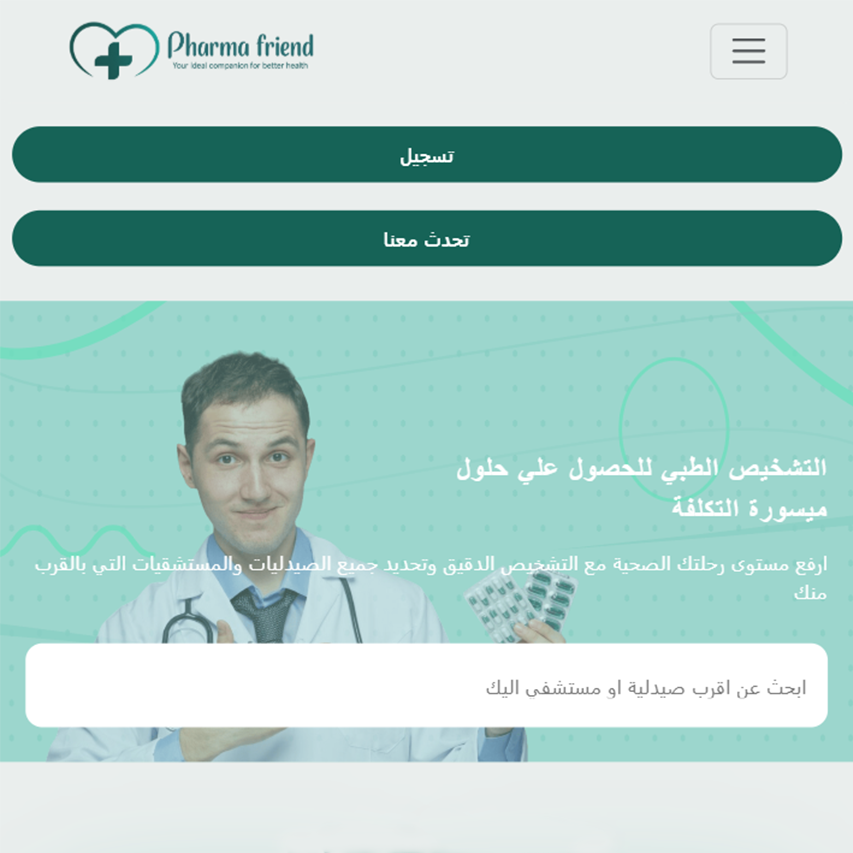 Pharma friend
Your ideal companion for better health
تسجيل
تحدث معنا
التشخيص الطبي للحصول علي حلول
ميسورة التكلفة
ارفع مستوى رحلتك الصحية مع التشخيص الدقيق وتحديد جميع الصيدليات والمستشقيات التي بالقرب
منك
ابحث عن اقرب صيدلية او مستشفى اليك